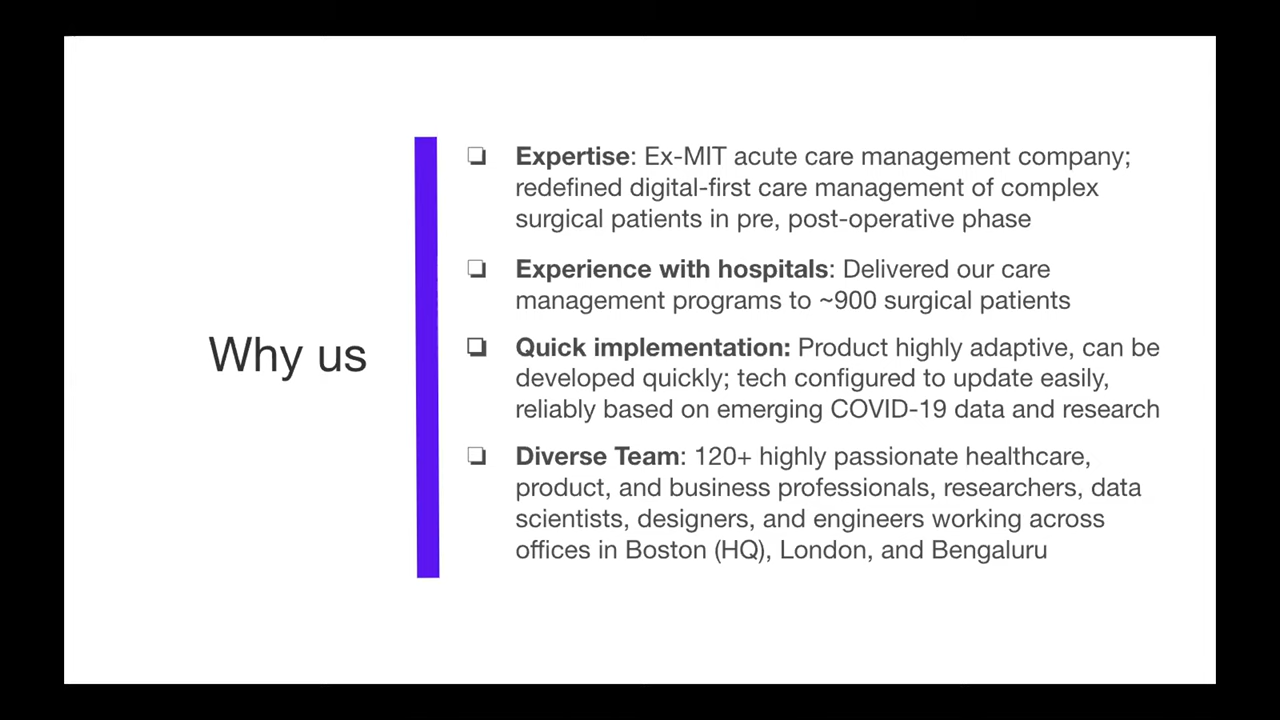 Why us
❏ Expertise: Ex-MIT acute care management company;
redefined digital-first care management of complex
surgical patients in pre, post-operative phase
❏ Experience with hospitals: Delivered our care
management programs to ~900 surgical patients
❏ Quick implementation: Product highly adaptive, can be
developed quickly; tech configured to update easily,
reliably based on emerging COVID-19 data and research
❏ Diverse Team: 120+ highly passionate healthcare,
product, and business professionals, researchers, data
scientists, designers, and engineers working across
offices in Boston (HQ), London, and Bengaluru